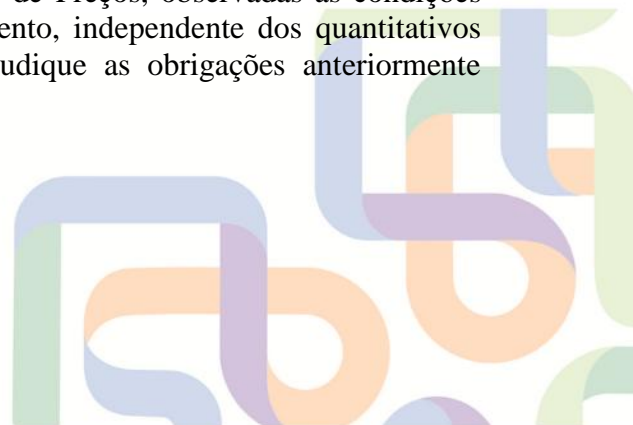 de Preços, observadas as condições
ento, independente dos quantitativos
udique as obrigações anteriormente